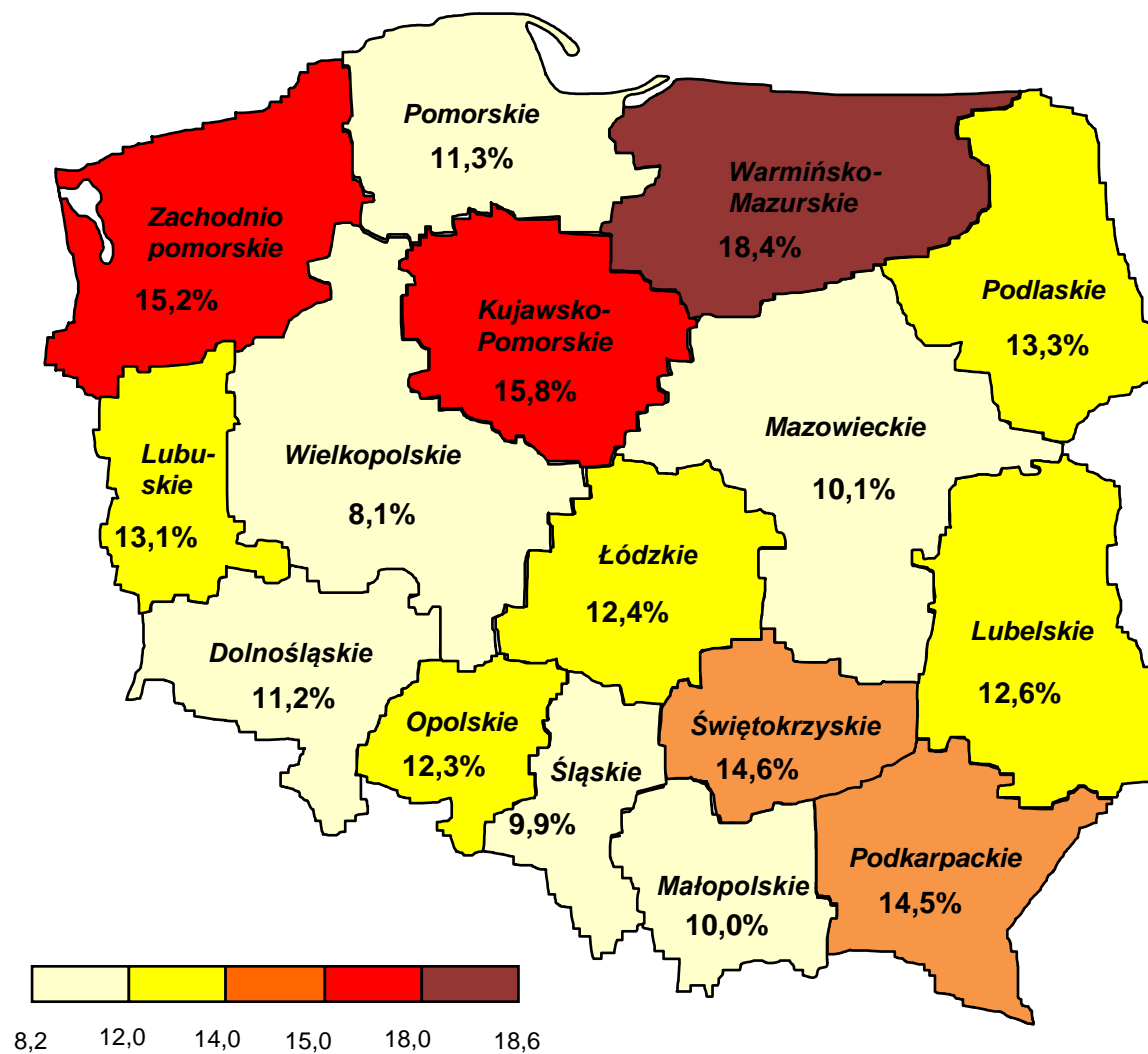 Pomorskie
11,3%
Warmińsko-
Mazurskie
18,4%
Zachodnio
pomorskie
15,2%
Kujawsko-
Pomorskie
15,8%
Podlaskie
13,3%
Lubu-
skie
13,1%
Wielkopolskie
8,1%
Mazowieckie
10,1%
Łódzkie
12,4%
Lubelskie
12,6%
Dolnośląskie
11,2%
Opolskie
12,3%
Śląskie
9,9%
Świętokrzyskie
14,6%
Małopolskie
10,0%
Podkarpackie
14,5%
8,2 12,0 14,0 15,0 18,0 18,6